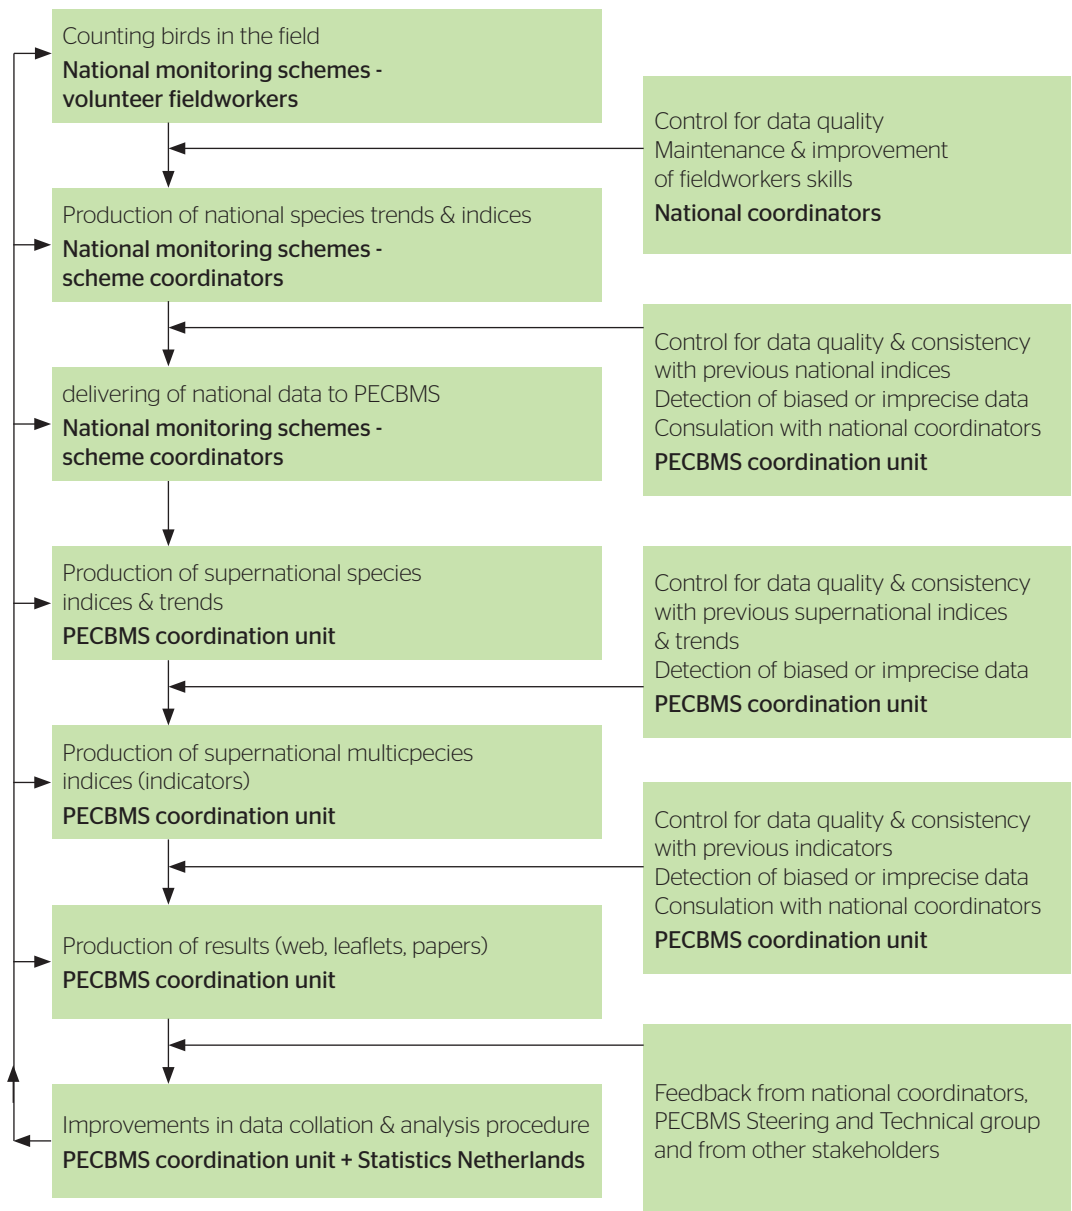 Counting birds in the field
National monitoring schemes -
volunteer fieldworkers
Control for data quality
Maintenance & improvement
of fieldworkers skills
National coordinators
Production of national species trends & indices
National monitoring schemes -
scheme coordinators
Control for data quality & consistency
with previous national indices
Detection of biased or imprecise data
Consulation with national coordinators
PECBMS coordination unit
delivering of national data to PECBMS
National monitoring schemes -
scheme coordinators
Production of supernational species
indices & trends
PECBMS coordination unit
Control for data quality & consistency
with previous supernational indices
& trends
Detection of biased or imprecise data
PECBMS coordination unit
Production of supernational multicpecies
indices (indicators)
PECBMS coordination unit
Control for data quality & consistency
with previous indicators
Detection of biased or imprecise data
Consulation with national coordinators
PECBMS coordination unit
Production of results (web, leaflets, papers)
PECBMS coordination unit
Feedback from national coordinators,
PECBMS Steering and Technical group
and from other stakeholders
Improvements in data collation & analysis procedure
PECBMS coordination unit + Statistics Netherlands